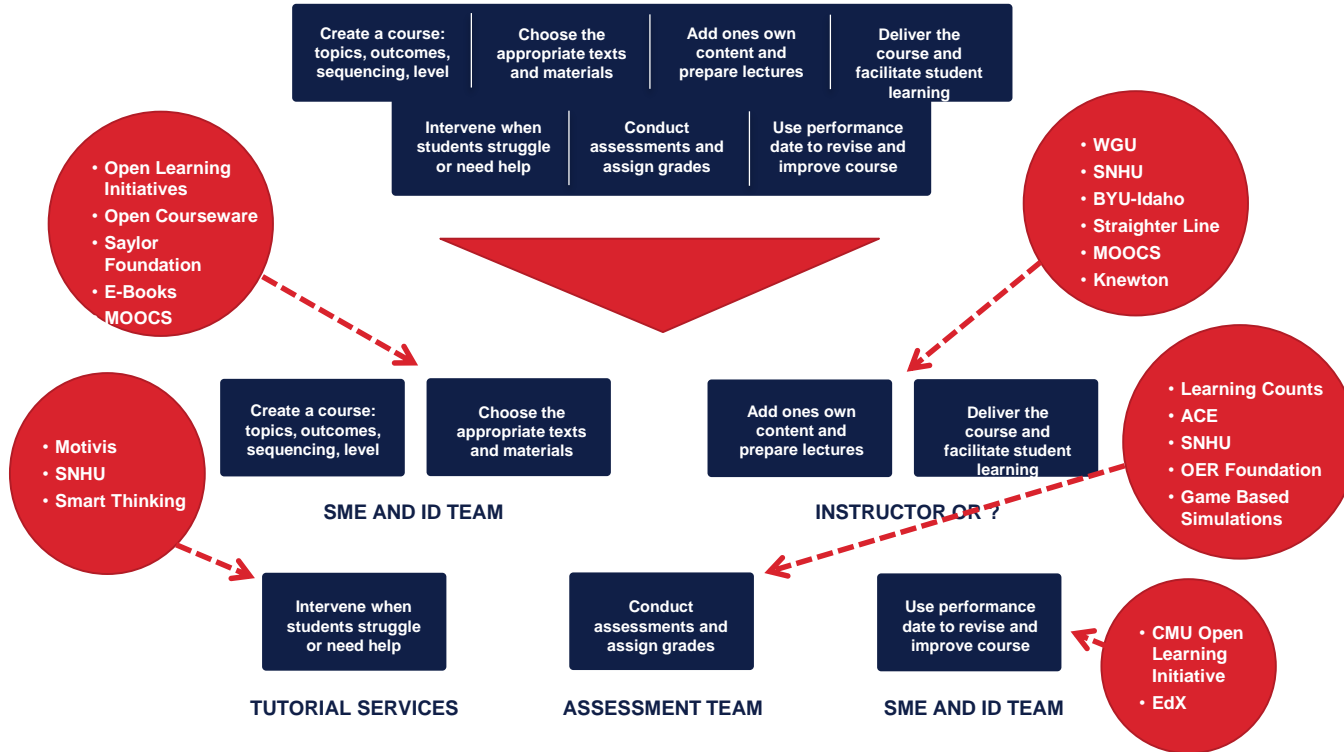 Create a course:
topics, outcomes,
sequencing, level
Choose the
appropriate texts
and materials
Add ones own
content and
prepare lectures
Deliver the
course and
facilitate student
learning
Intervene when
students struggle
or need help
Conduct
assessments and
assign grades
Use performance
date to revise and
improve course
• Open Learning
Initiatives
• Open Courseware
• Saylor
Foundation
• E-Books
• MOOCS
• WGU
• SNHU
• BYU-Idaho
• Straighter Line
• MOOCS
• Knewton
• Motivis
• SNHU
• Smart Thinking
Create a course:
topics, outcomes,
sequencing, level
Choose the
appropriate texts
and materials
SME AND ID TEAM
Add ones own
content and
prepare lectures
Deliver the
course and
facilitate student
learning
INSTRUCTOR OR ?
• Learning Counts
• ACE
• SNHU
• OER Foundation
• Game Based
Simulations
Intervene when
students struggle
or need help
TUTORIAL SERVICES
Conduct
assessments and
assign grades
ASSESSMENT TEAM
Use performance
date to revise and
improve course
SME AND ID TEAM
• CMU Open
Learning
Initiative
• EdX